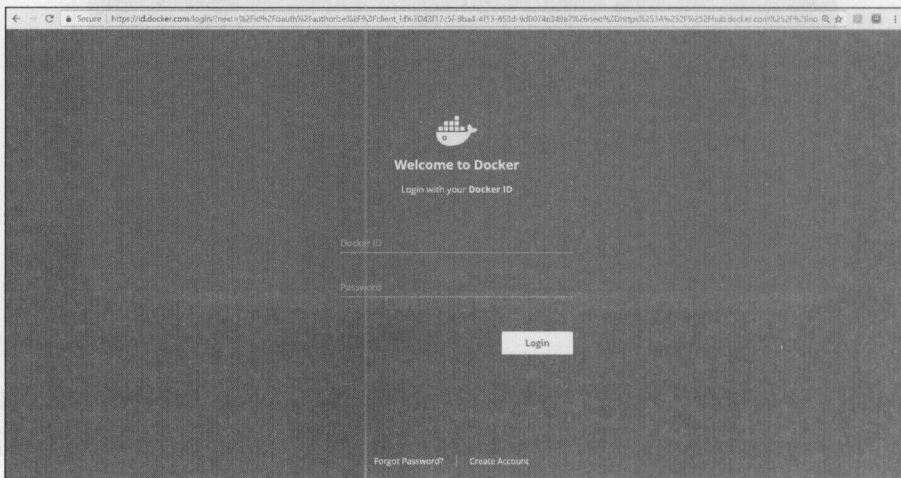 Secure https://id.docker.com/login/?next=%2Fid%2Foauth%2Fauthorize%2F%3Fclient_id%3D43f17c5f-9ba4-4f13-853d-9d0074e349a7%26next%3Dhttps%253A%252F%252Fhub.docker.com%252F%26no
Welcome to Docker
Login with your Docker ID
Docker ID
Password
Login
Forgot Password? Create Account